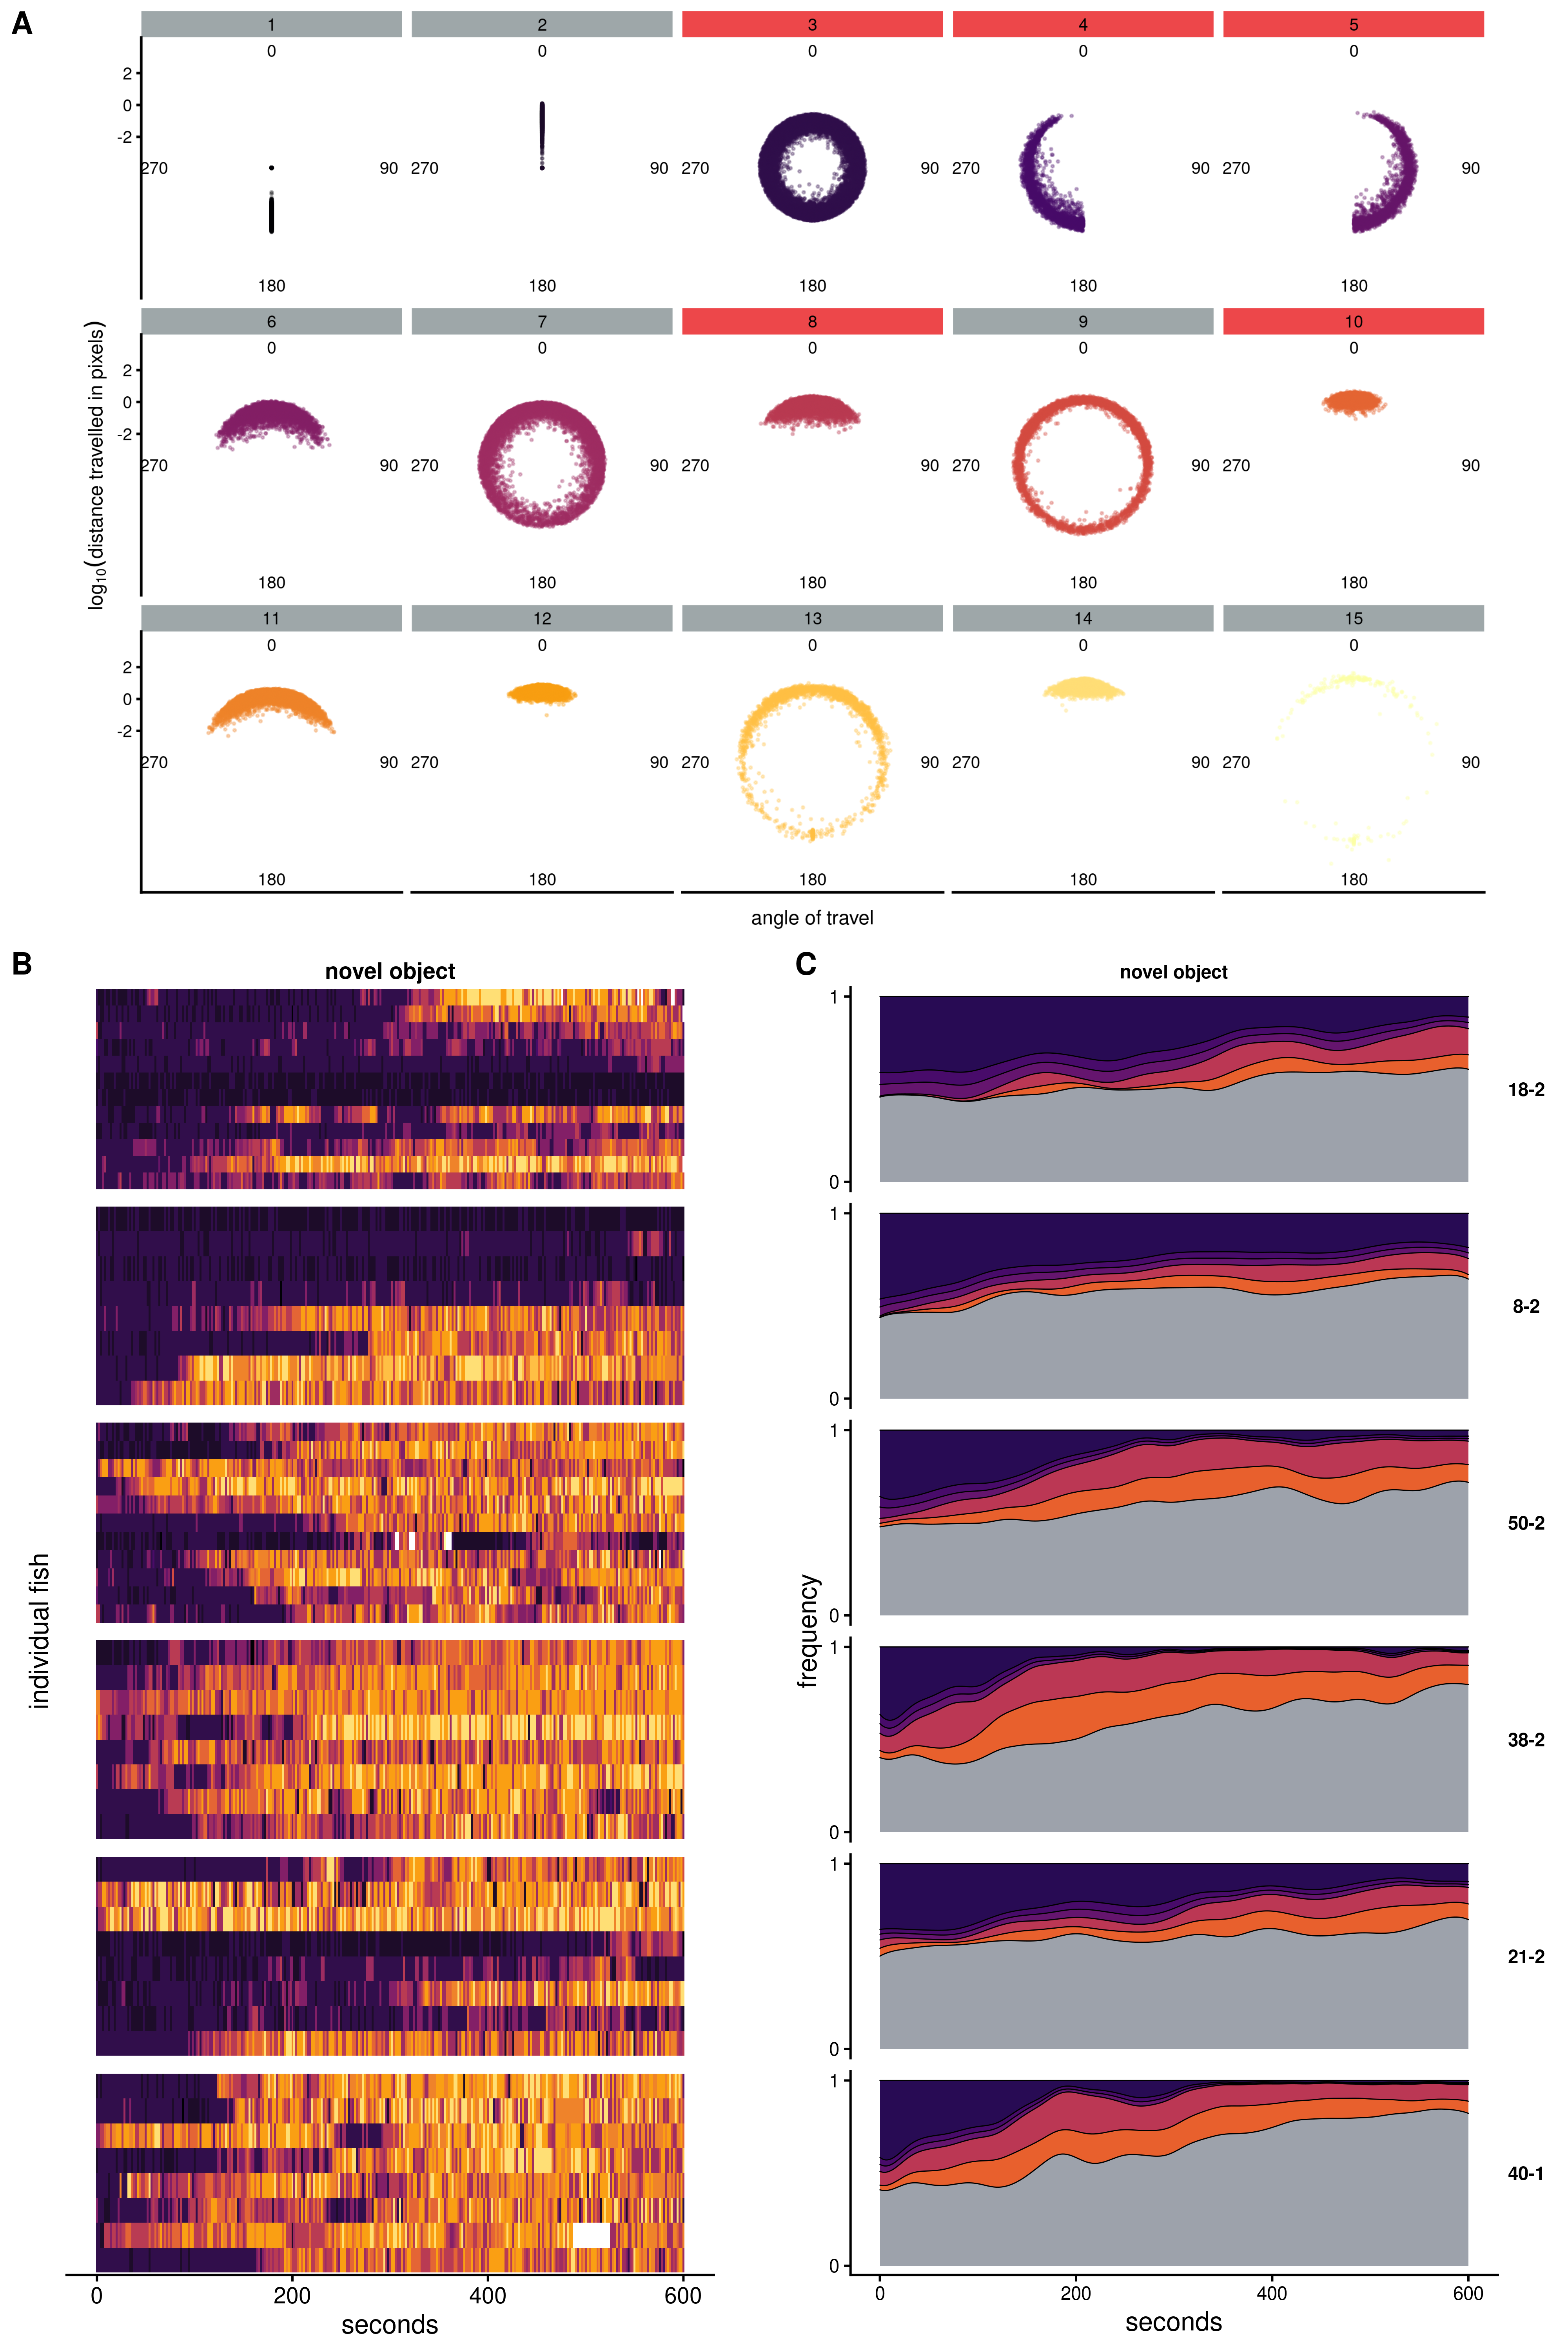 A
1 2 3 4 5
0 0 0 0 0
2
0
-2
270 90 270 90 270 90 270 90 270 90
180 180 180 180 180
6 7 8 9 10
0 0 0 0 0
2
0
-2
270 90 270 90 270 90 270 90 270 90
180 180 180 180 180
11 12 13 14 15
0 0 0 0 0
2
0
-2
270 90 270 90 270 90 270 90 270 90
180 180 180 180 180
log₁₀(distance travelled in pixels)
angle of travel
B
novel object
individual fish
0 200 400 600
seconds
C
novel object
frequency
1
0
18-2
1
0
8-2
1
0
50-2
1
0
38-2
1
0
21-2
1
0
40-1
0 200 400 600
seconds